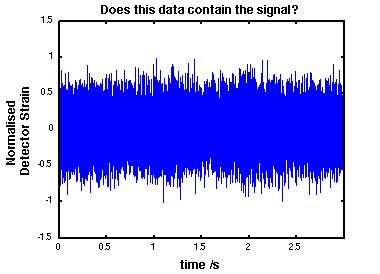 Does this data contain the signal?
1.5
1
0.5
0
-0.5
-1
-1.5
Normalised
Detector Strain
0 0.5 1 1.5 2 2.5
time /s